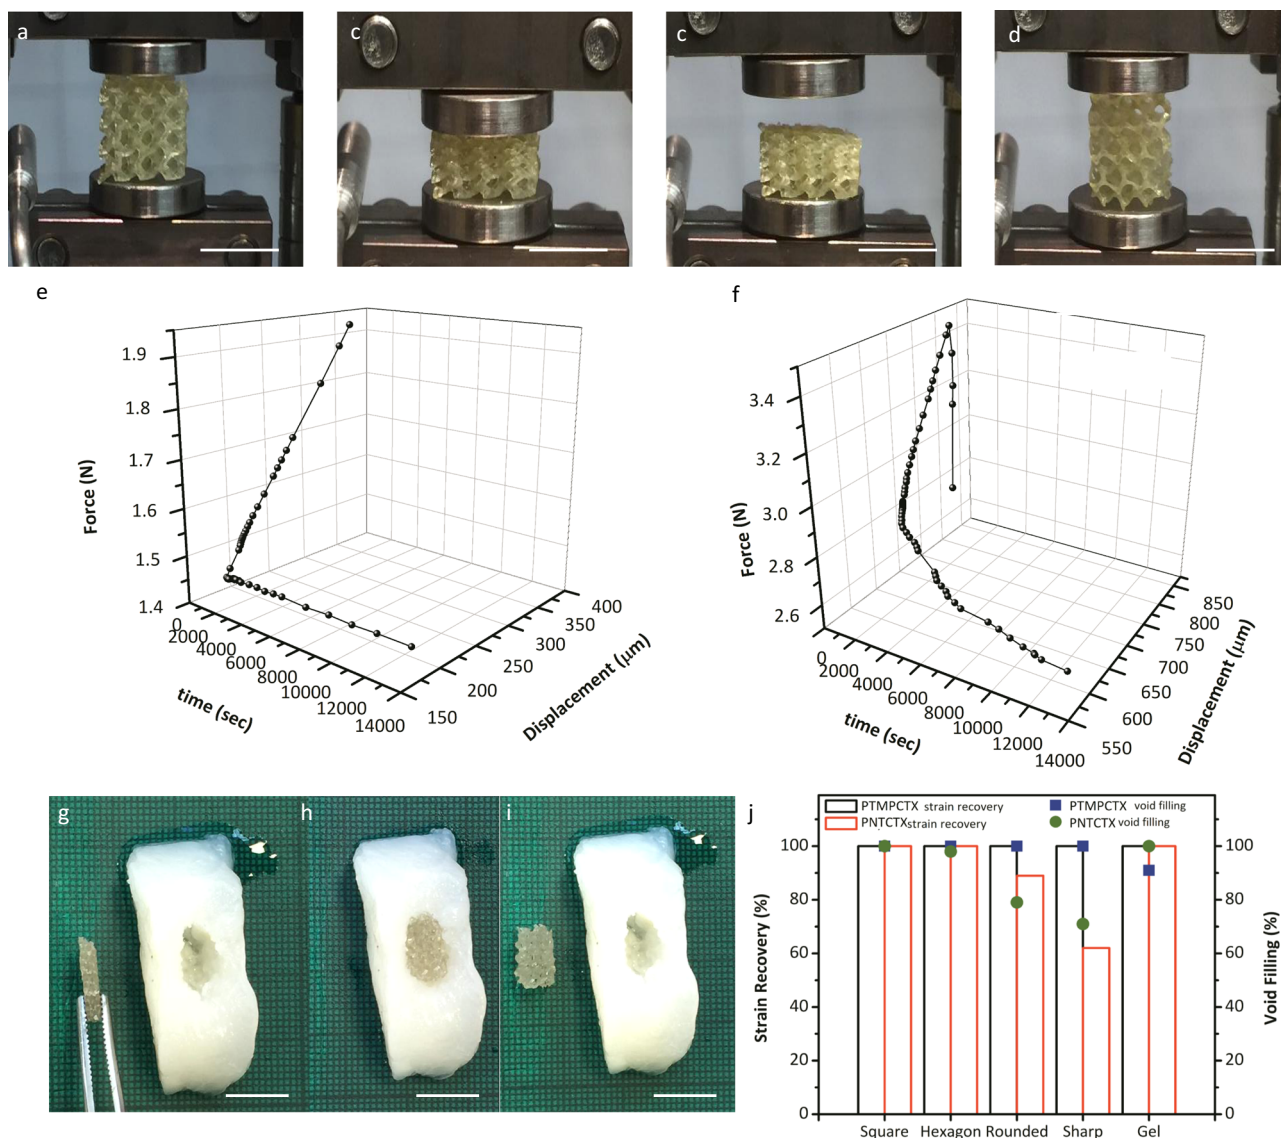 a
c
c
d
e
f
1.9
1.8
1.7
1.6
1.5
1.4
Force (N)
0
2000
4000
6000
8000
10000
12000
14000
time (sec)
150
200
250
300
350
400
Displacement (µm)
3.4
3.2
3.0
2.8
2.6
Force (N)
0
2000
4000
6000
8000
10000
12000
14000
time (sec)
550
600
650
700
750
800
850
Displacement (µm)
g
h
i
j
PTMPCTX strain recovery
PNTCTX strain recovery
PTMPCTX void filling
PNTCTX void filling
100
80
60
40
20
0
Strain Recovery (%)
100
80
60
40
20
0
Void Filling (%)
Square Hexagon Rounded Sharp Gel